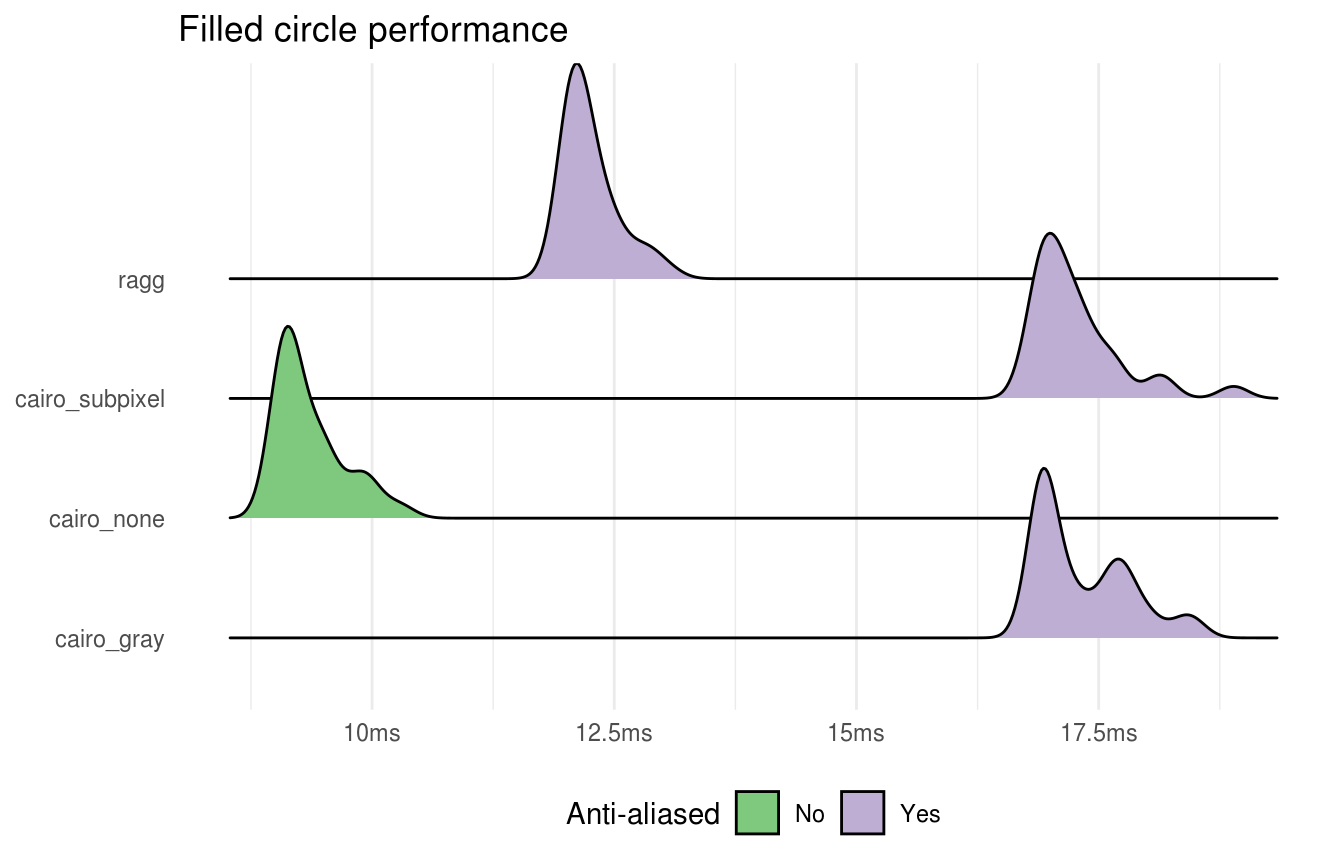 Filled circle performance
ragg
cairo_subpixel
cairo_none
cairo_gray
10ms 12.5ms 15ms 17.5ms
Anti-aliased No Yes